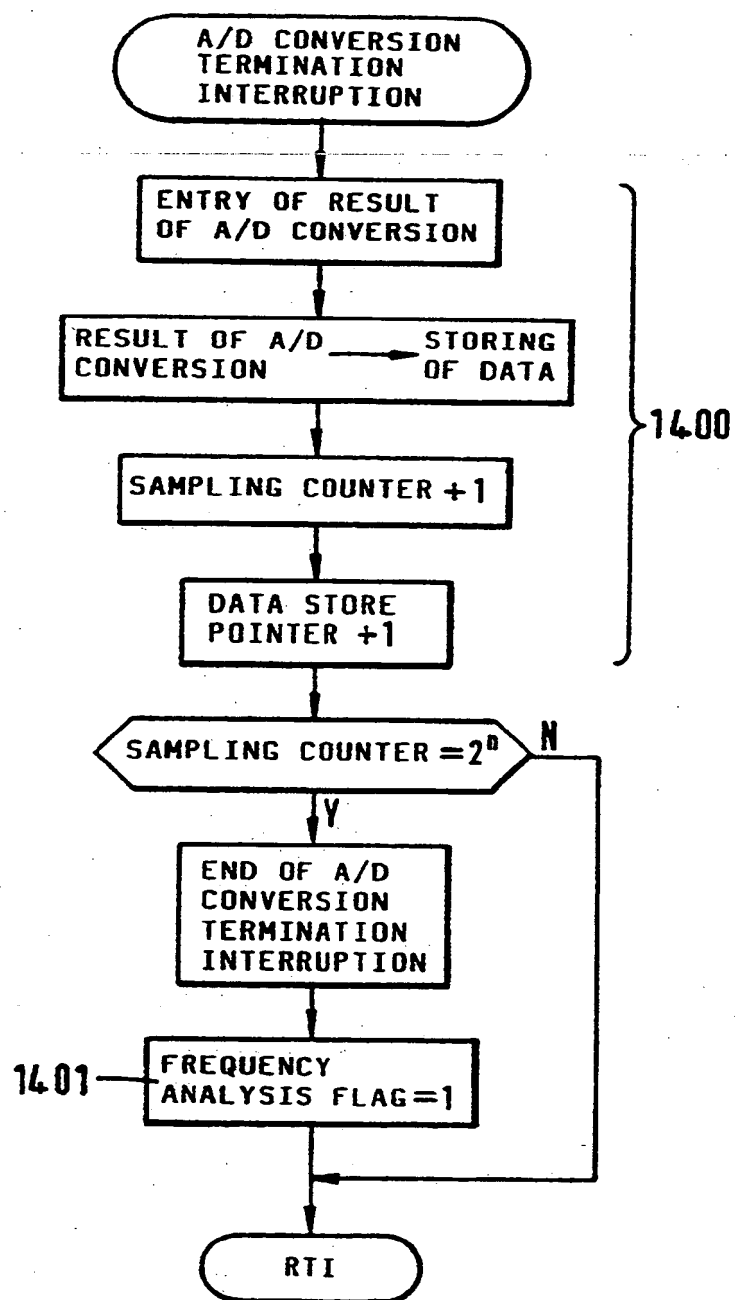 A/D CONVERSION
TERMINATION
INTERRUPTION
ENTRY OF RESULT
OF A/D CONVERSION
RESULT OF A/D
CONVERSION
STORING
OF DATA
1400
SAMPLING COUNTER +1
DATA STORE
POINTER +1
SAMPLING COUNTER =2ⁿ
N
Y
END OF A/D
CONVERSION
TERMINATION
INTERRUPTION
1401
FREQUENCY
ANALYSIS FLAG=1
RTI